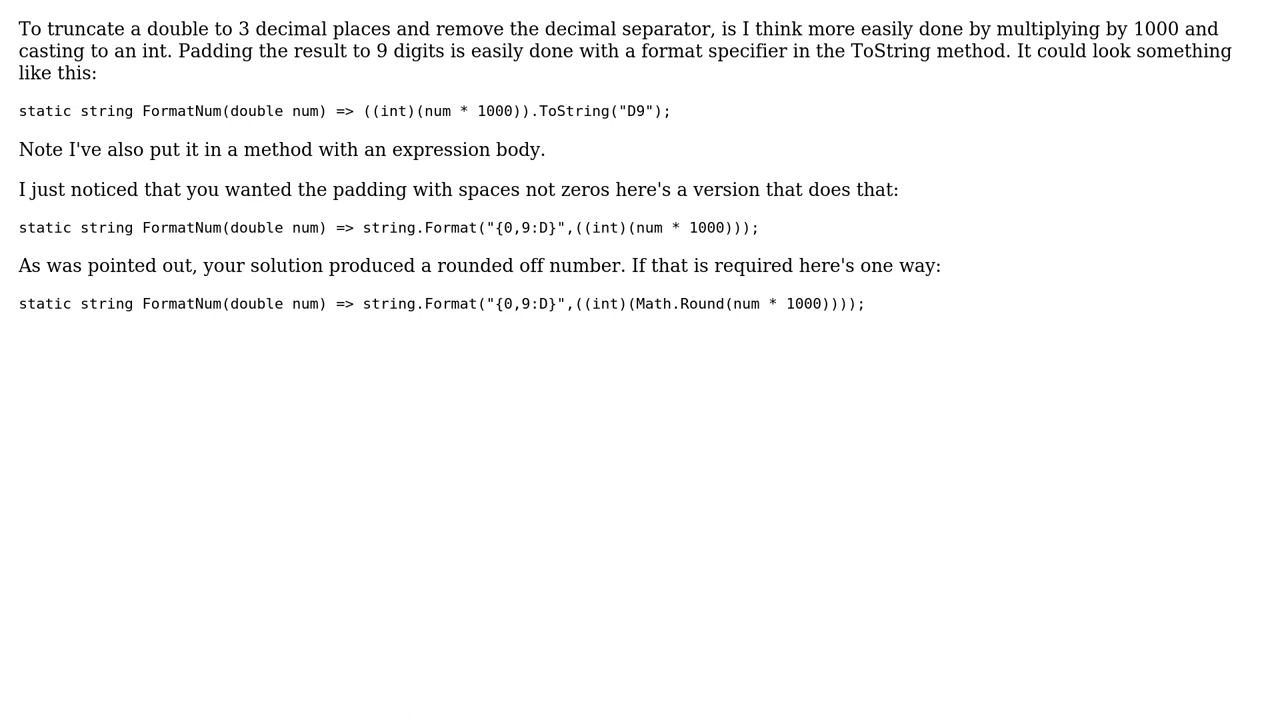 To truncate a double to 3 decimal places and remove the decimal separator, is I think more easily done by multiplying by 1000 and
casting to an int. Padding the result to 9 digits is easily done with a format specifier in the ToString method. It could look something
like this:
static string FormatNum(double num) => ((int)(num * 1000)).ToString("D9");
Note I've also put it in a method with an expression body.
I just noticed that you wanted the padding with spaces not zeros here's a version that does that:
static string FormatNum(double num) => string.Format("{0,9:D}",((int)(num * 1000)));
As was pointed out, your solution produced a rounded off number. If that is required here's one way:
static string FormatNum(double num) => string.Format("{0,9:D}",((int)(Math.Round(num * 1000))));